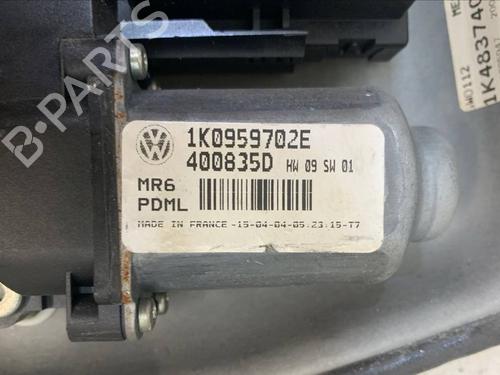 1K0959702E
400835D HW 09 SW 01
MR6
PDML
MADE IN FRANCE -15-04-04-05:23:15-T7
B-PARTS